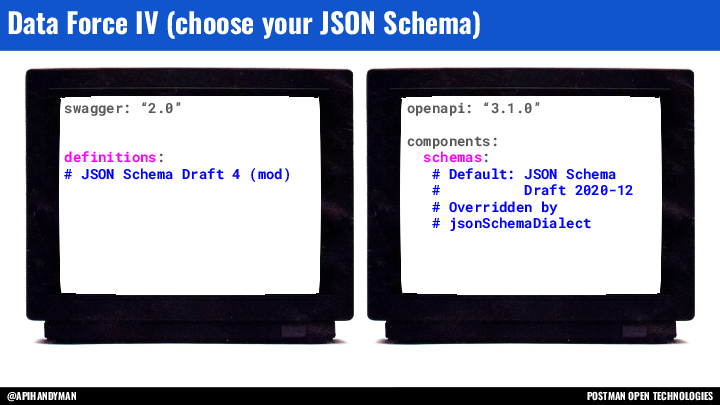 Data Force IV (choose your JSON Schema)
swagger: “2.0”
definitions:
# JSON Schema Draft 4 (mod)
openapi: “3.1.0”
components:
schemas:
# Default: JSON Schema
# Draft 2020-12
# Overridden by
# jsonSchemaDialect
@APIHANDYMAN
POSTMAN OPEN TECHNOLOGIES